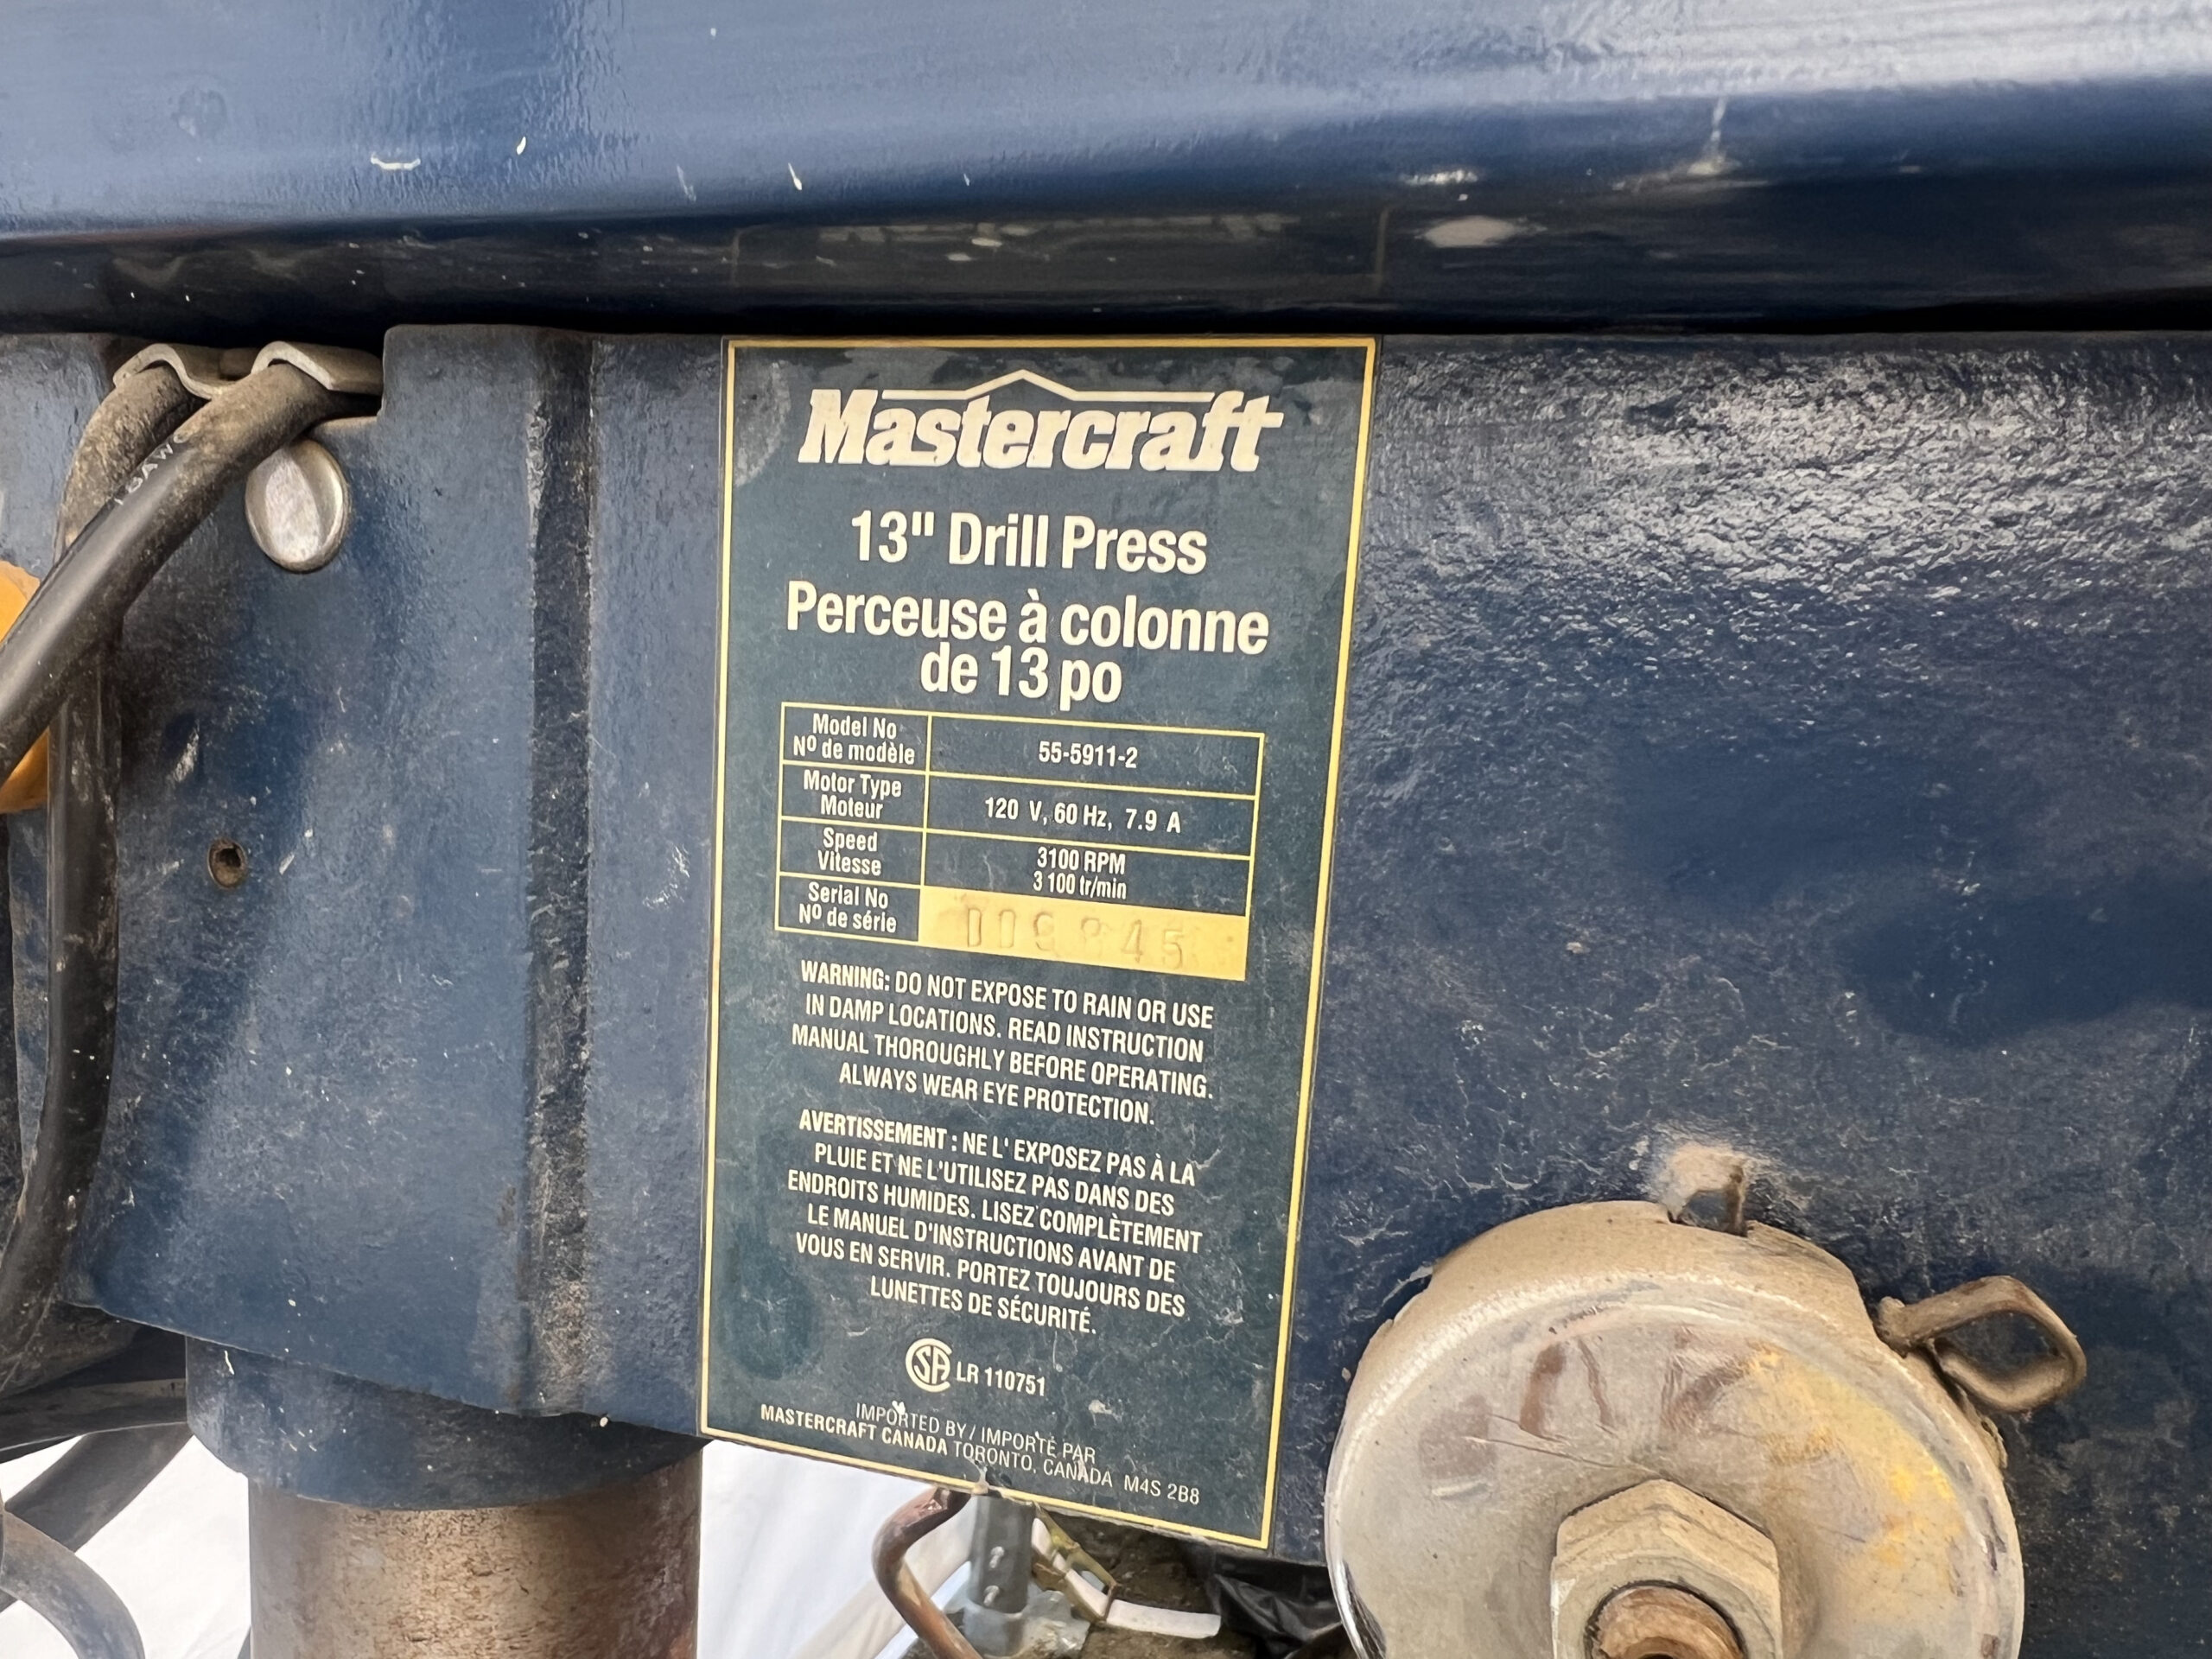 Mastercraft
13" Drill Press
Perceuse à colonne
de 13 po
Model No
Nº de modèle
55-5911-2
Motor Type
Moteur
120 V, 60 Hz, 7.9 A
Speed
Vitesse
3100 RPM
3 100 tr/min
Serial No
Nº de série
WARNING: DO NOT EXPOSE TO RAIN OR USE
IN DAMP LOCATIONS. READ INSTRUCTION
MANUAL THOROUGHLY BEFORE OPERATING.
ALWAYS WEAR EYE PROTECTION.
AVERTISSEMENT : NE L' EXPOSEZ PAS À LA
PLUIE ET NE L'UTILISEZ PAS DANS DES
ENDROITS HUMIDES. LISEZ COMPLÈTEMENT
LE MANUEL D'INSTRUCTIONS AVANT DE
VOUS EN SERVIR. PORTEZ TOUJOURS DES
LUNETTES DE SÉCURITÉ.
LR 110751
IMPORTED BY / IMPORTÉ PAR
MASTERCRAFT CANADA TORONTO, CANADA M4S 2B8